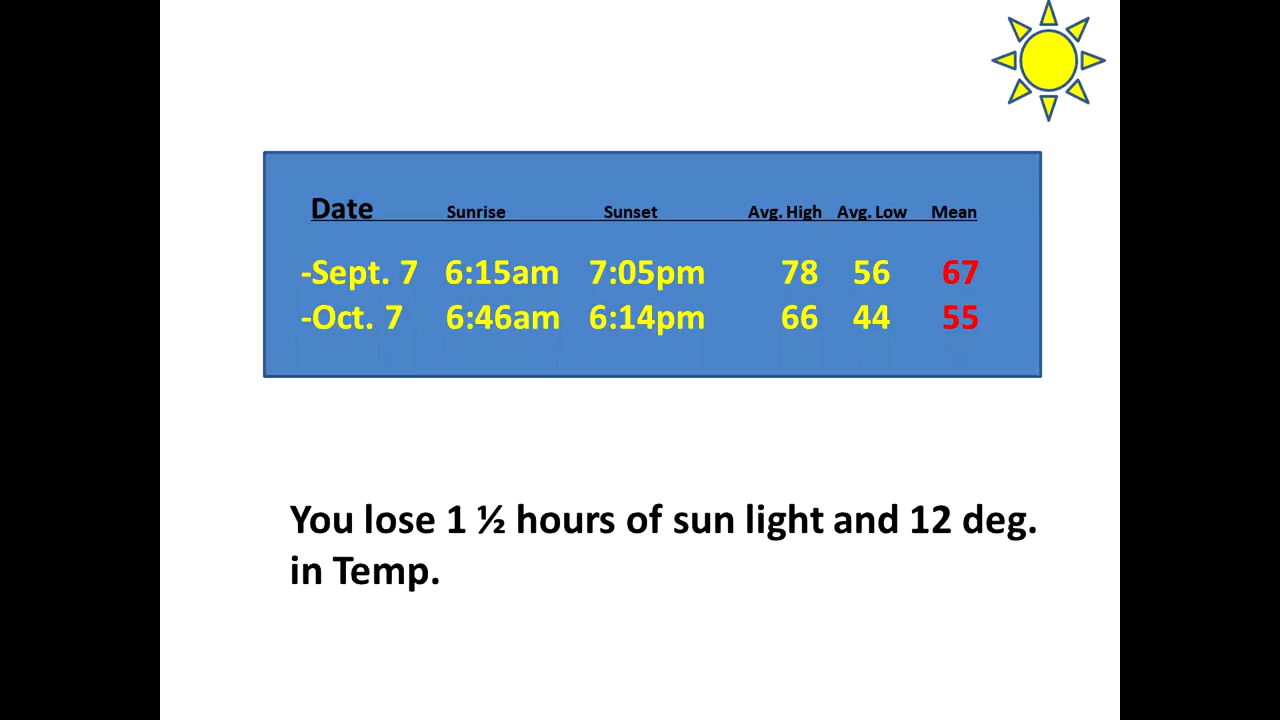 Date Sunrise Sunset Avg. High Avg. Low Mean
-Sept. 7 6:15am 7:05pm 78 56 67
-Oct. 7 6:46am 6:14pm 66 44 55
You lose 1 ½ hours of sun light and 12 deg.
in Temp.